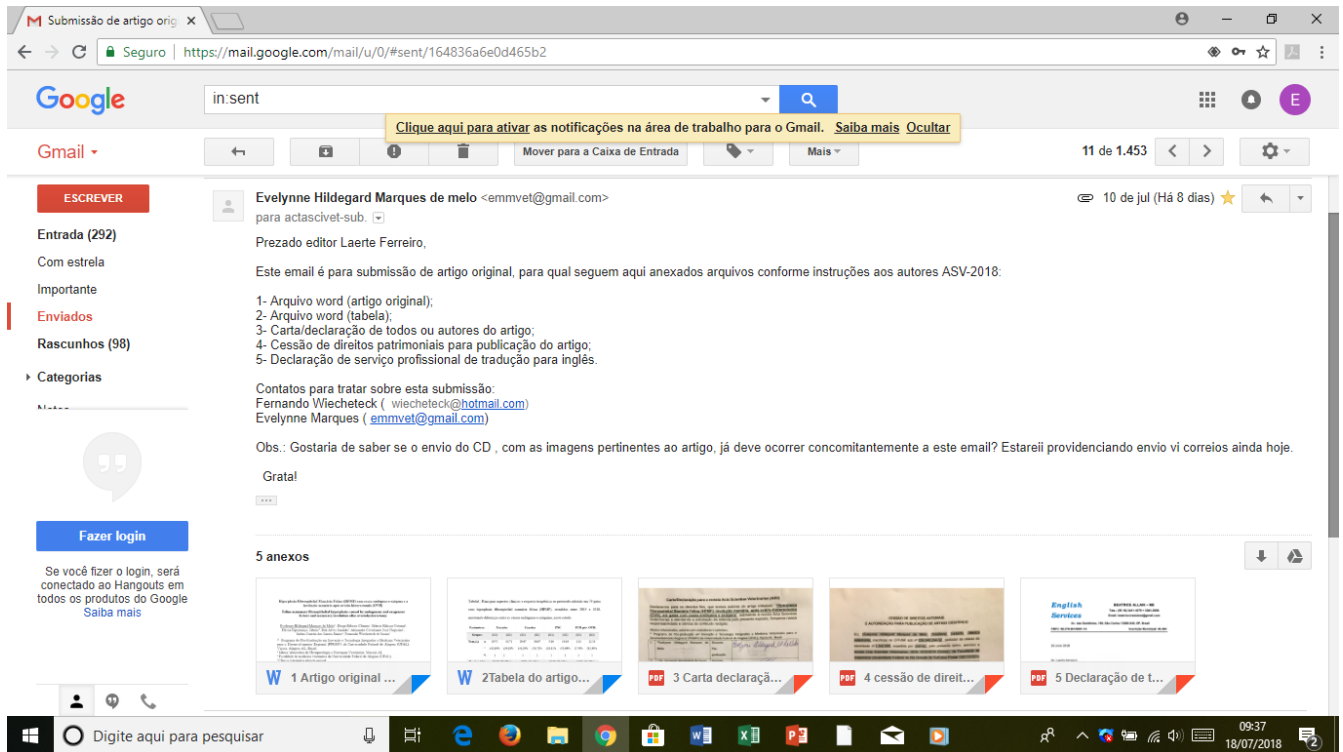 Submissão de artigo orig
Seguro | https://mail.google.com/mail/u/0/#sent/164836a6e0d465b2
Google
in:sent
E
Clique aqui para ativar as notificações na área de trabalho para o Gmail. Saiba mais Ocultar
Gmail
Mover para a Caixa de Entrada
Mais
11 de 1.453
ESCREVER
Entrada (292)
Com estrela
Importante
Enviados
Rascunhos (98)
Categorias
Fazer login
Se você fizer o login, será
conectado ao Hangouts em
todos os produtos do Google
Saiba mais
Evelynne Hildegard Marques de melo <emmvet@gmail.com>
10 de jul (Há 8 dias)
para actascivet-sub.
Prezado editor Laerte Ferreiro,
Este email é para submissão de artigo original, para qual seguem aqui anexados arquivos conforme instruções aos autores ASV-2018:
1- Arquivo word (artigo original);
2- Arquivo word (tabela);
3- Carta/declaração de todos ou autores do artigo;
4- Cessão de direitos patrimoniais para publicação do artigo;
5- Declaração de serviço profissional de tradução para inglês.
Contatos para tratar sobre esta submissão:
Fernando Wiecheteck ( wiecheteck@hotmail.com)
Evelynne Marques ( emmvet@gmail.com)
Obs.: Gostaria de saber se o envio do CD , com as imagens pertinentes ao artigo, já deve ocorrer concomitantemente a este email? Estareii providenciando envio vi correios ainda hoje.
Grata!
5 anexos
English
Services
BEATRICE ALLAN - ME
W 1 Artigo original ...
W 2Tabela do artigo...
PDF 3 Carta declaraçã...
PDF 4 cessão de direit...
PDF 5 Declaração de t...
Digite aqui para pesquisar
09:37
18/07/2018
2